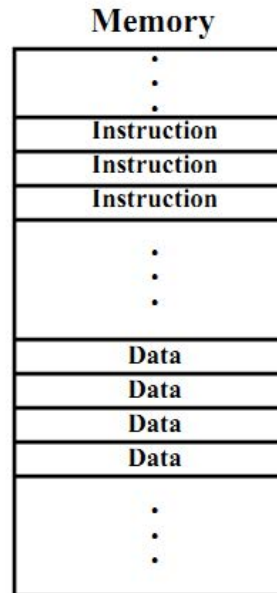 Memory
Instruction
Instruction
Instruction
Data
Data
Data
Data